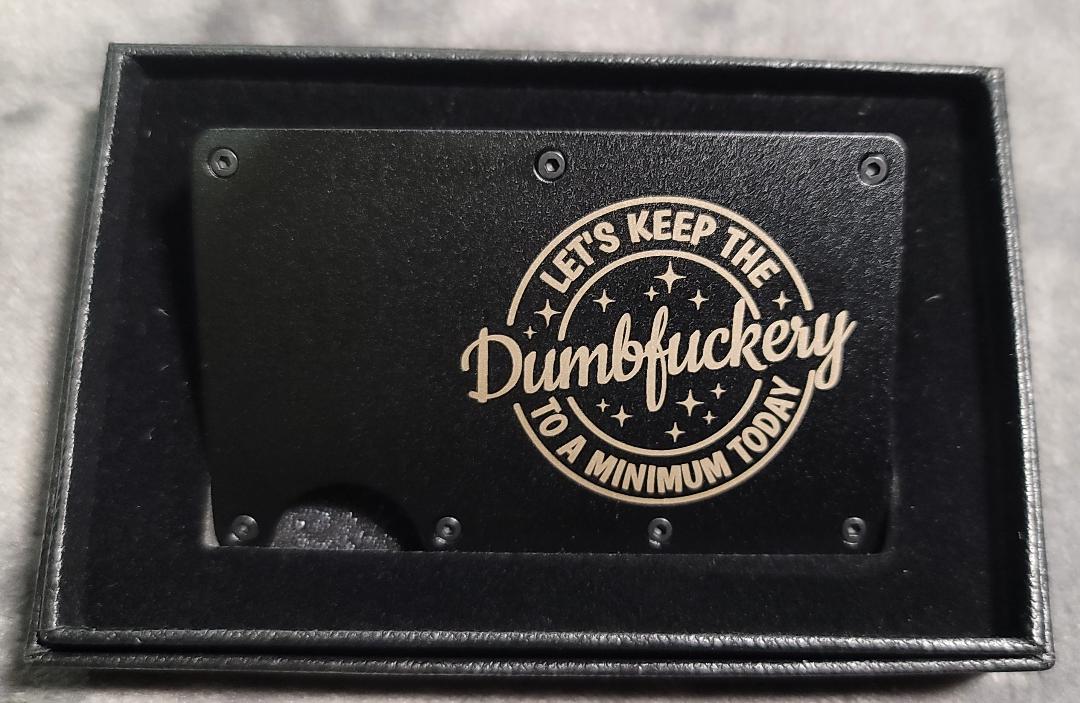 LET'S KEEP THE
Dumbfuckery
TO A MINIMUM TODAY